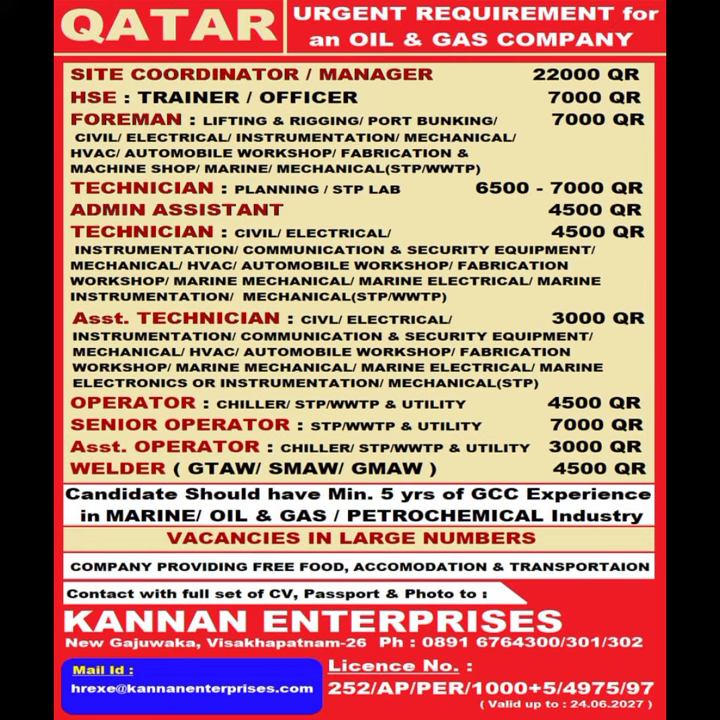 QATAR
URGENT REQUIREMENT for
an OIL & GAS COMPANY
SITE COORDINATOR / MANAGER 22000 QR
HSE : TRAINER / OFFICER 7000 QR
FOREMAN : LIFTING & RIGGING/ PORT BUNKING/ 7000 QR
CIVIL/ ELECTRICAL/ INSTRUMENTATION/ MECHANICAL/
HVAC/ AUTOMOBILE WORKSHOP/ FABRICATION &
MACHINE SHOP/ MARINE/ MECHANICAL(STP/WWTP)
TECHNICIAN : PLANNING / STP LAB 6500 - 7000 QR
ADMIN ASSISTANT 4500 QR
TECHNICIAN : CIVIL/ ELECTRICAL/ 4500 QR
INSTRUMENTATION/ COMMUNICATION & SECURITY EQUIPMENT/
MECHANICAL/ HVAC/ AUTOMOBILE WORKSHOP/ FABRICATION
WORKSHOP/ MARINE MECHANICAL/ MARINE ELECTRICAL/ MARINE
INSTRUMENTATION/ MECHANICAL(STP/WWTP)
Asst. TECHNICIAN : CIVL/ ELECTRICAL/ 3000 QR
INSTRUMENTATION/ COMMUNICATION & SECURITY EQUIPMENT/
MECHANICAL/ HVAC/ AUTOMOBILE WORKSHOP/ FABRICATION
WORKSHOP/ MARINE MECHANICAL/ MARINE ELECTRICAL/ MARINE
ELECTRONICS OR INSTRUMENTATION/ MECHANICAL(STP)
OPERATOR : CHILLER/ STP/WWTP & UTILITY 4500 QR
SENIOR OPERATOR : STP/WWTP & UTILITY 7000 QR
Asst. OPERATOR : CHILLER/ STP/WWTP & UTILITY 3000 QR
WELDER ( GTAW/ SMAW/ GMAW ) 4500 QR
Candidate Should have Min. 5 yrs of GCC Experience
in MARINE/ OIL & GAS / PETROCHEMICAL Industry
VACANCIES IN LARGE NUMBERS
COMPANY PROVIDING FREE FOOD, ACCOMODATION & TRANSPORTAION
Contact with full set of CV, Passport & Photo to :
KANNAN ENTERPRISES
New Gajuwaka, Visakhapatnam-26 Ph : 0891 6764300/301/302
Mail Id :
hrexe@kannanenterprises.com
Licence No. :
252/AP/PER/1000+5/4975/97
( Valid up to : 24.06.2027 )